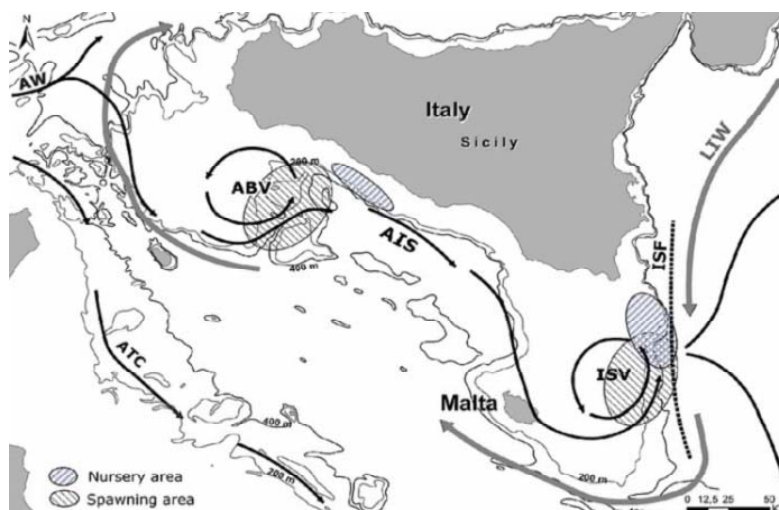 N
AW
Italy
Sicily
LIW
200 m
ABV
AIS
ISF
400 m
ATC
ISV
Malta
400 m
200 m
200 m
Nursery area
Spawning area
0 12,5 25 50